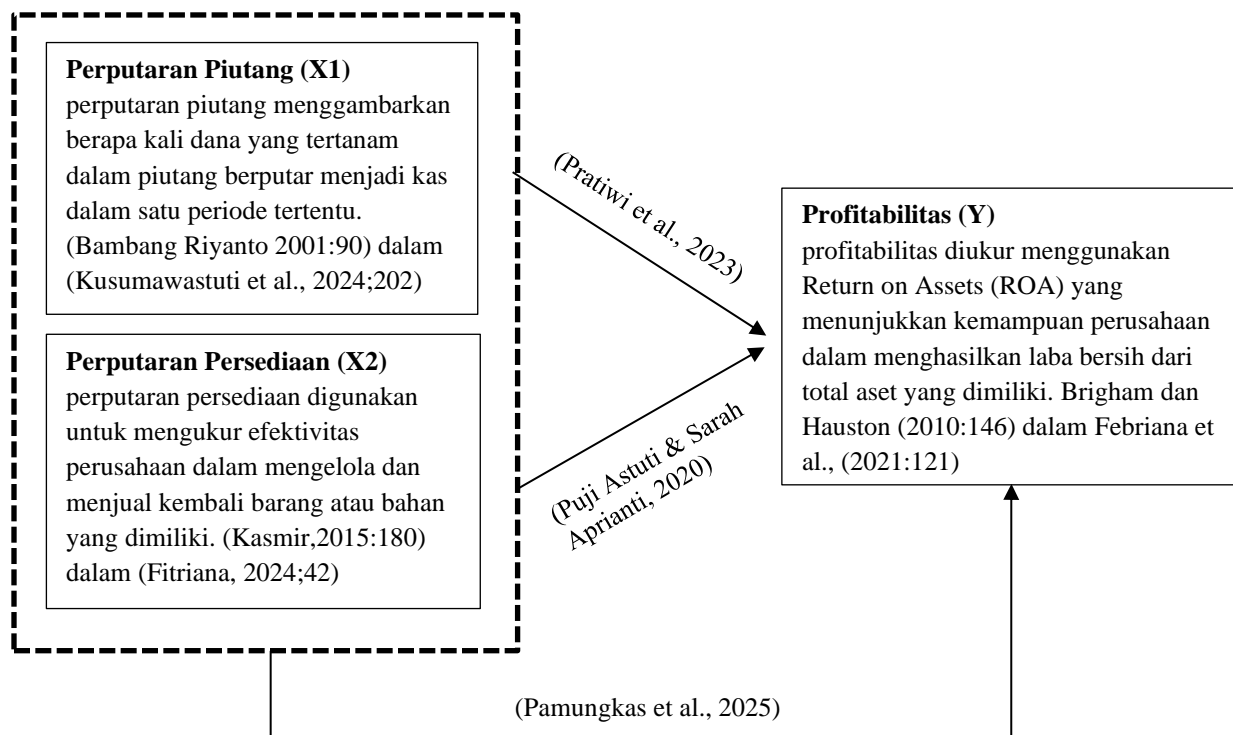 Perputaran Piutang (X1)
perputaran piutang menggambarkan
berapa kali dana yang tertanam
dalam piutang berputar menjadi kas
dalam satu periode tertentu.
(Bambang Riyanto 2001:90) dalam
(Kusumawastuti et al., 2024;202)
Perputaran Persediaan (X2)
perputaran persediaan digunakan
untuk mengukur efektivitas
perusahaan dalam mengelola dan
menjual kembali barang atau bahan
yang dimiliki. (Kasmir,2015:180)
dalam (Fitriana, 2024;42)
(Pratiwi et al., 2023)
(Puji Astuti & Sarah
Aprianti, 2020)
Profitabilitas (Y)
profitabilitas diukur menggunakan
Return on Assets (ROA) yang
menunjukkan kemampuan perusahaan
dalam menghasilkan laba bersih dari
total aset yang dimiliki. Brigham dan
Hauston (2010:146) dalam Febriana et
al., (2021:121)
(Pamungkas et al., 2025)